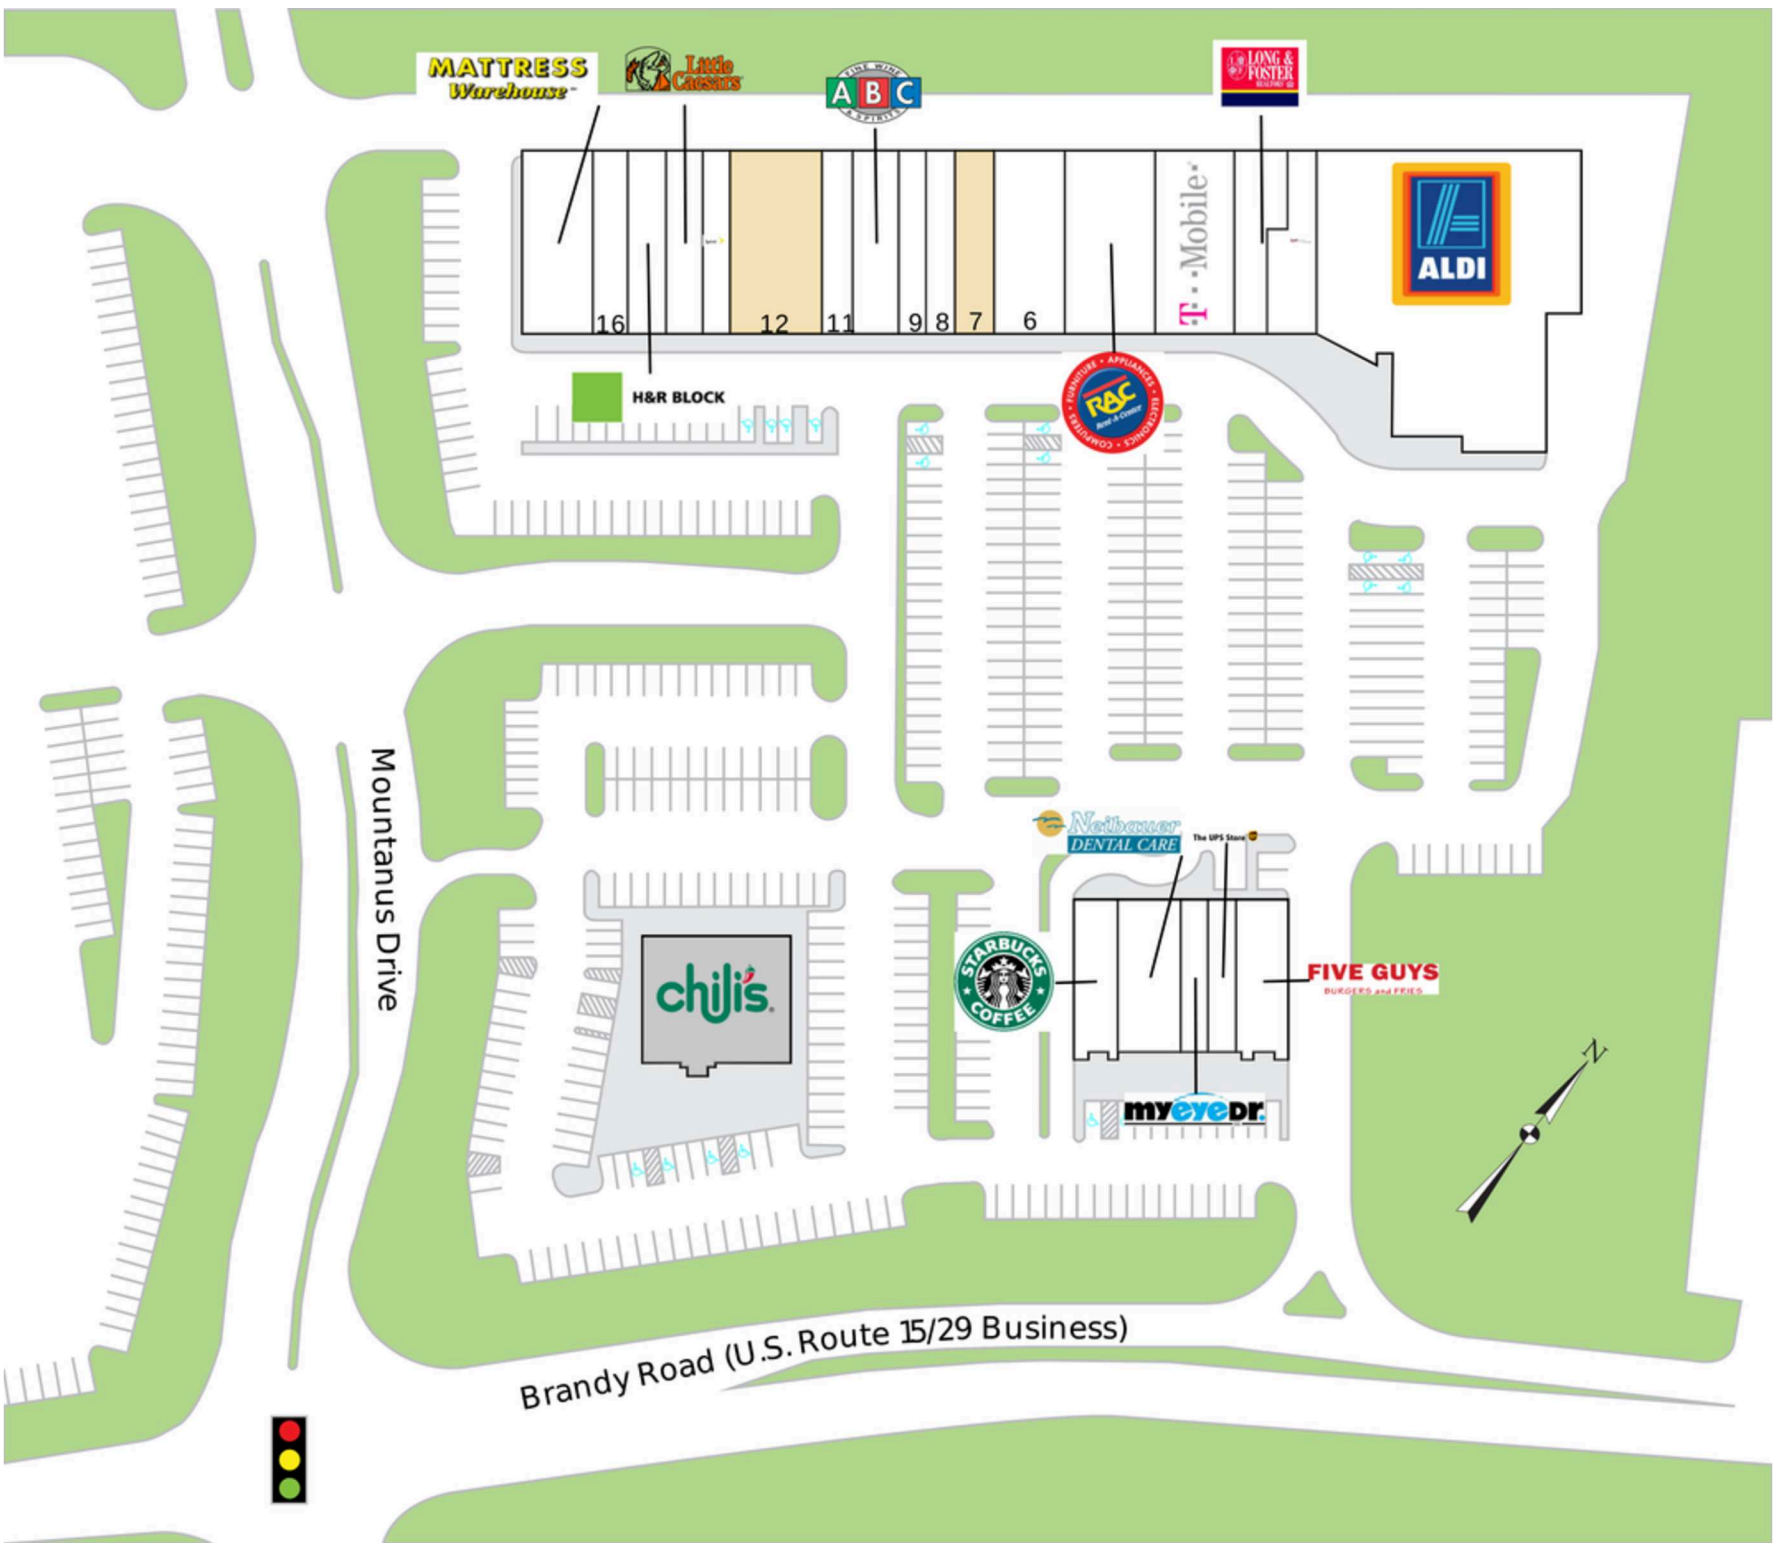 MATTRESS
Warehouse
Little
Caesars
FINE WINE
ABC
& SPIRITS
LONG &
FOSTER
REALTORS
T··Mobile·
ALDI
16
12
11
9
8
7
6
H&R BLOCK
FURNITURE • APPLIANCES • ELECTRONICS • COMPUTERS •
RAC
Rent-A-Center
Mountanus Drive
Neibauer
DENTAL CARE
The UPS Store
chili's
STARBUCKS
COFFEE
FIVE GUYS
BURGERS and FRIES
myeyeDr.
N
Brandy Road (U.S. Route 15/29 Business)